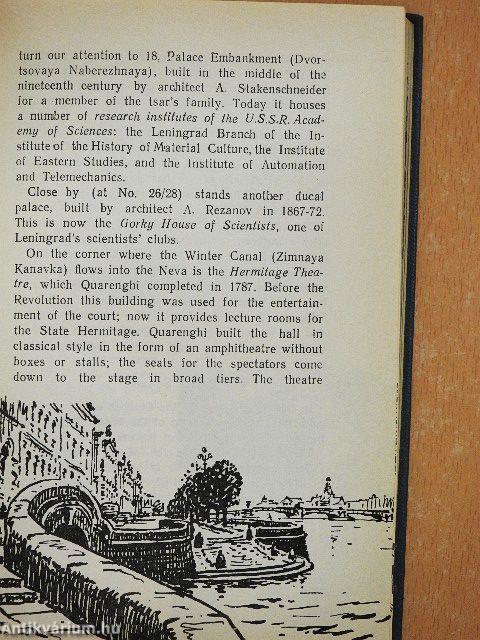 turn our attention to 18, Palace Embankment (Dvor-
tsovaya Naberezhnaya), built in the middle of the
nineteenth century by architect A. Stakenschneider
for a member of the tsar's family. Today it houses
a number of research institutes of the U.S.S.R. Acad-
emy of Sciences: the Leningrad Branch of the In-
stitute of the History of Material Culture, the Institute
of Eastern Studies, and the Institute of Automation
and Telemechanics.
Close by (at No. 26/28) stands another ducal
palace, built by architect A. Rezanov in 1867-72.
This is now the Gorky House of Scientists, one of
Leningrad's scientists' clubs.
On the corner where the Winter Canal (Zimnaya
Kanavka) flows into the Neva is the Hermitage Thea-
tre, which Quarenghi completed in 1787. Before the
Revolution this building was used for the entertain-
ment of the court; now it provides lecture rooms for
the State Hermitage. Quarenghi built the hall in
classical style in the form of an amphitheatre without
boxes or stalls; the seats for the spectators come
down to the stage in broad tiers. The theatre
Antikvárium.hu